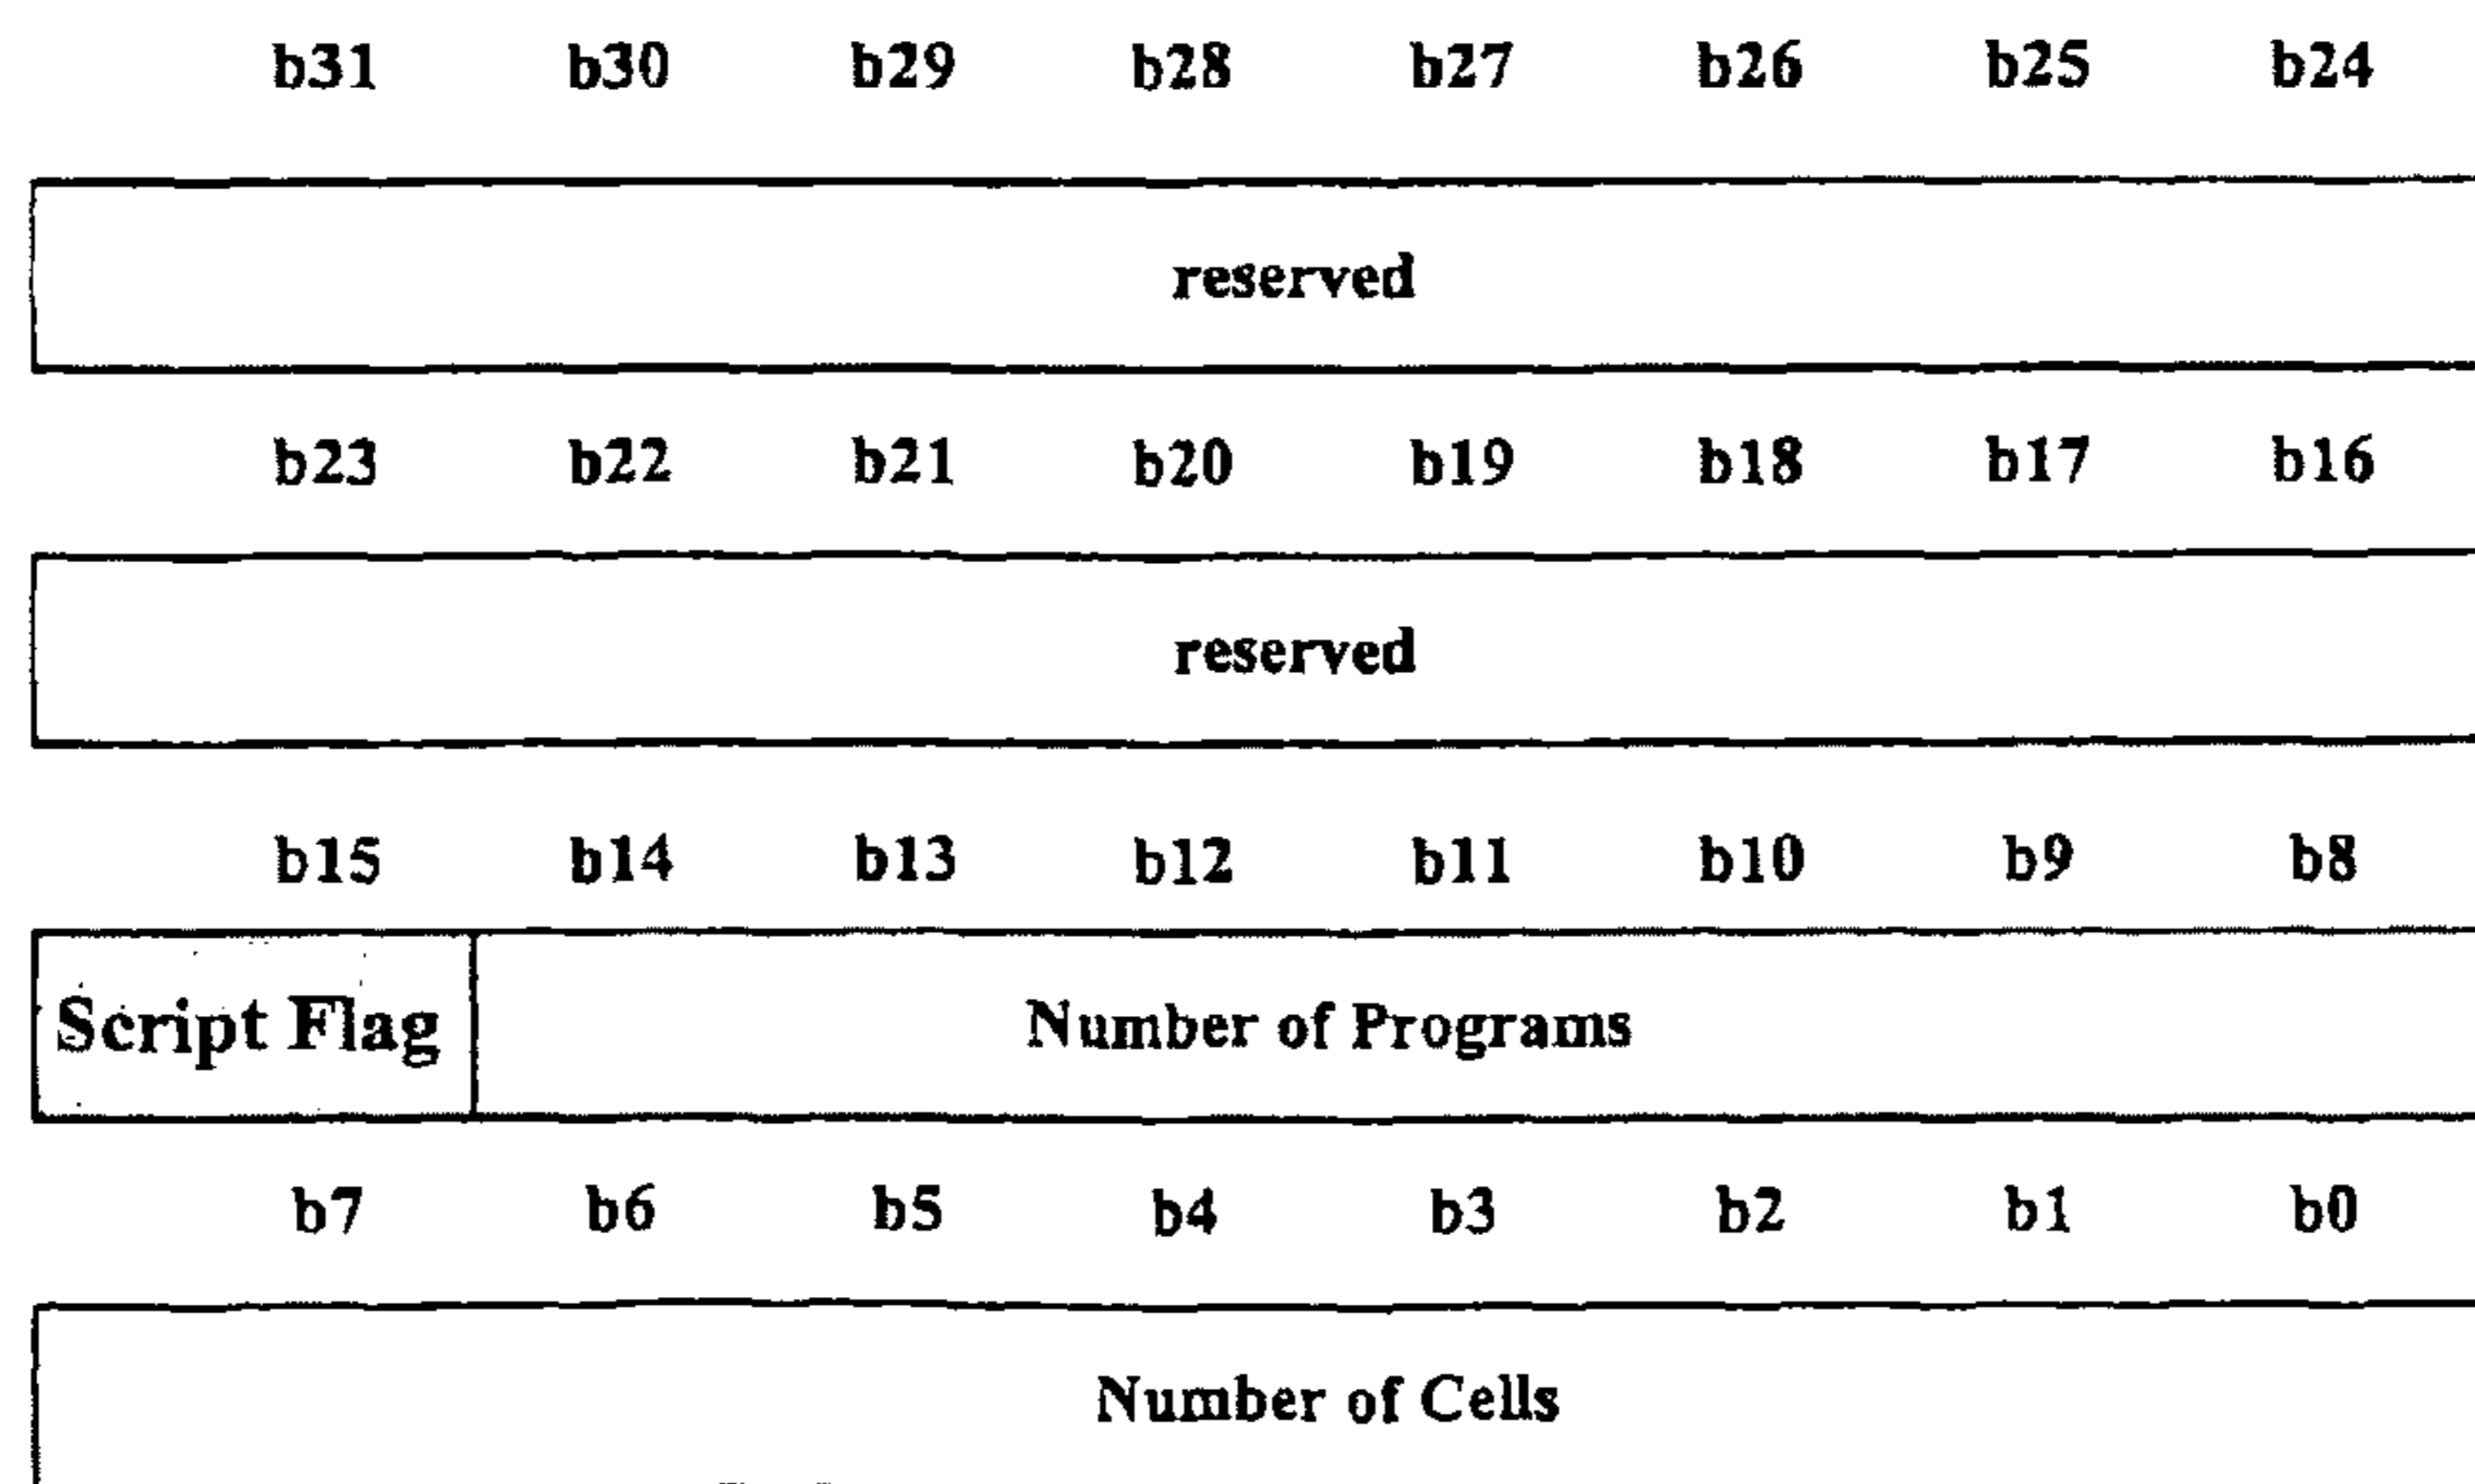 b31 b30 b29 b28 b27 b26 b25 b24
reserved
b23 b22 b21 b20 b19 b18 b17 b16
reserved
b15 b14 b13 b12 b11 b10 b9 b8
Script Flag Number of Programs
b7 b6 b5 b4 b3 b2 b1 b0
Number of Cells